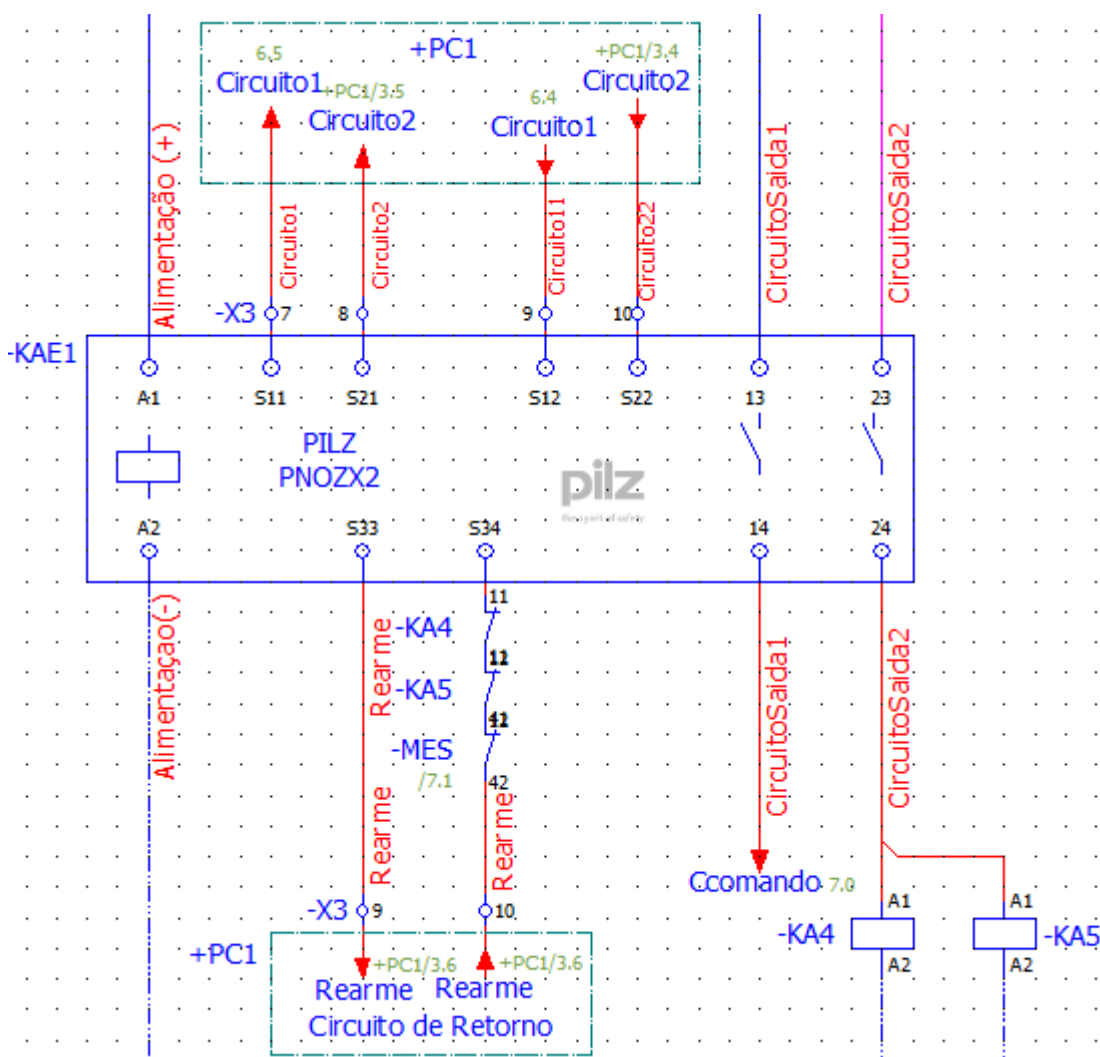 +PC1
6.5
Circuito1
+PC1/3.5
Circuito2
6.4
Circuito1
+PC1/3.4
Circuito2
Alimentação (+)
Circuito1
Circuito2
Circuito11
Circuito22
CircuitoSaida1
CircuitoSaida2
-X3
7
8
9
10
-KAE1
A1
S11
S21
S12
S22
13
23
PILZ
PNOZX2
pilz
the spirit of safety
A2
S33
S34
14
24
Alimentaçao(-)
Rearme
-KA4
11
-KA5
-MES
/7.1
42
Rearme
Rearme
CircuitoSaida1
CircuitoSaida2
Ccomando
7.0
-X3
9
10
A1
-KA4
A2
A1
-KA5
A2
+PC1
+PC1/3.6
+PC1/3.6
Rearme
Rearme
Circuito de Retorno